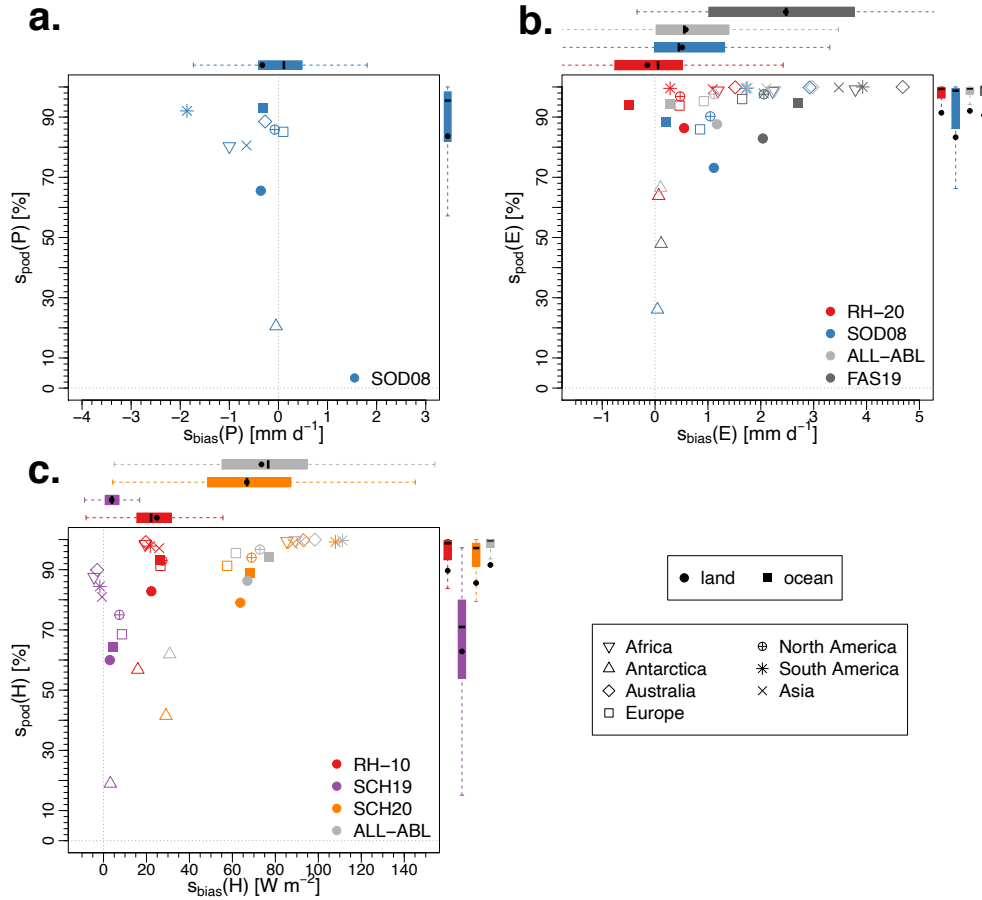 a.
s_pod(P) [%]
0
30
50
70
90
−4
−3
−2
−1
0
1
2
3
s_bias(P) [mm d⁻¹]
SOD08
b.
s_pod(E) [%]
0
30
50
70
90
−1
0
1
2
3
4
5
s_bias(E) [mm d⁻¹]
RH−20
SOD08
ALL−ABL
FAS19
c.
s_pod(H) [%]
0
30
50
70
90
0
20
40
60
80
100
120
140
s_bias(H) [W m⁻²]
RH−10
SCH19
SCH20
ALL−ABL
land
ocean
Africa
Antarctica
Australia
Europe
North America
South America
Asia